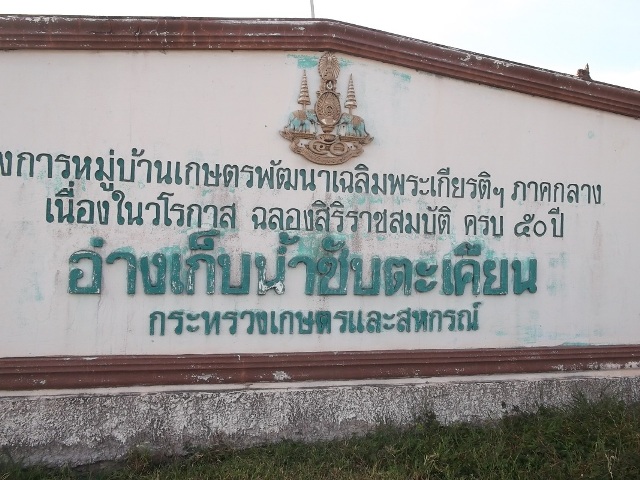 งการหมู่บ้านเกษตรพัฒนาเฉลิมพระเกียรติฯ ภาคกลาง
เนื่องในวโรกาส ฉลองสิริราชสมบัติ ครบ ๕๐ ปี
อ่างเก็บน้ำซับตะเคียน
กระทรวงเกษตรและสหกรณ์